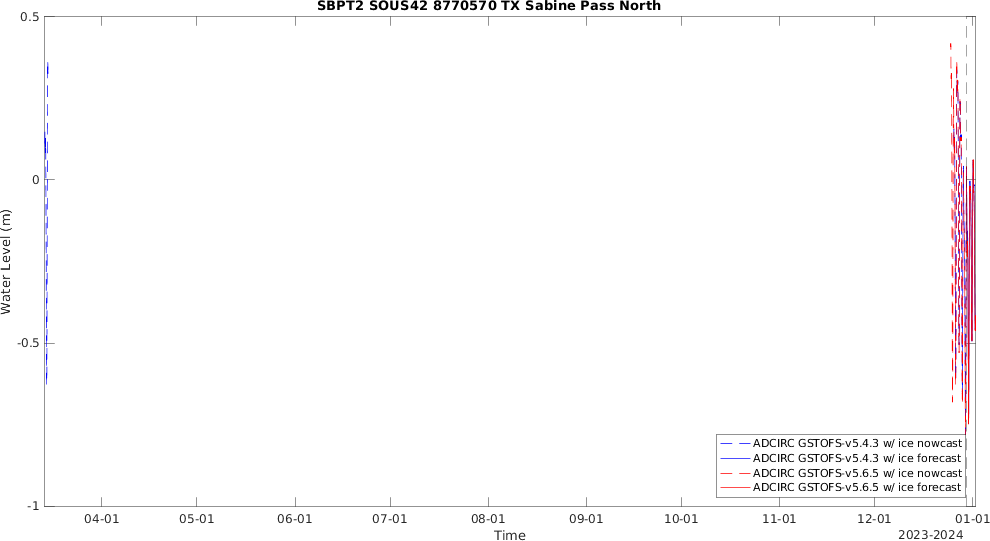 SBPT2 SOUS42 8770570 TX Sabine Pass North
0.5
0
-0.5
-1
Water Level (m)
ADCIRC GSTOFS-v5.4.3 w/ ice nowcast
ADCIRC GSTOFS-v5.4.3 w/ ice forecast
ADCIRC GSTOFS-v5.6.5 w/ ice nowcast
ADCIRC GSTOFS-v5.6.5 w/ ice forecast
04-01 05-01 06-01 07-01 08-01 09-01 10-01 11-01 12-01 01-01
Time
2023-2024